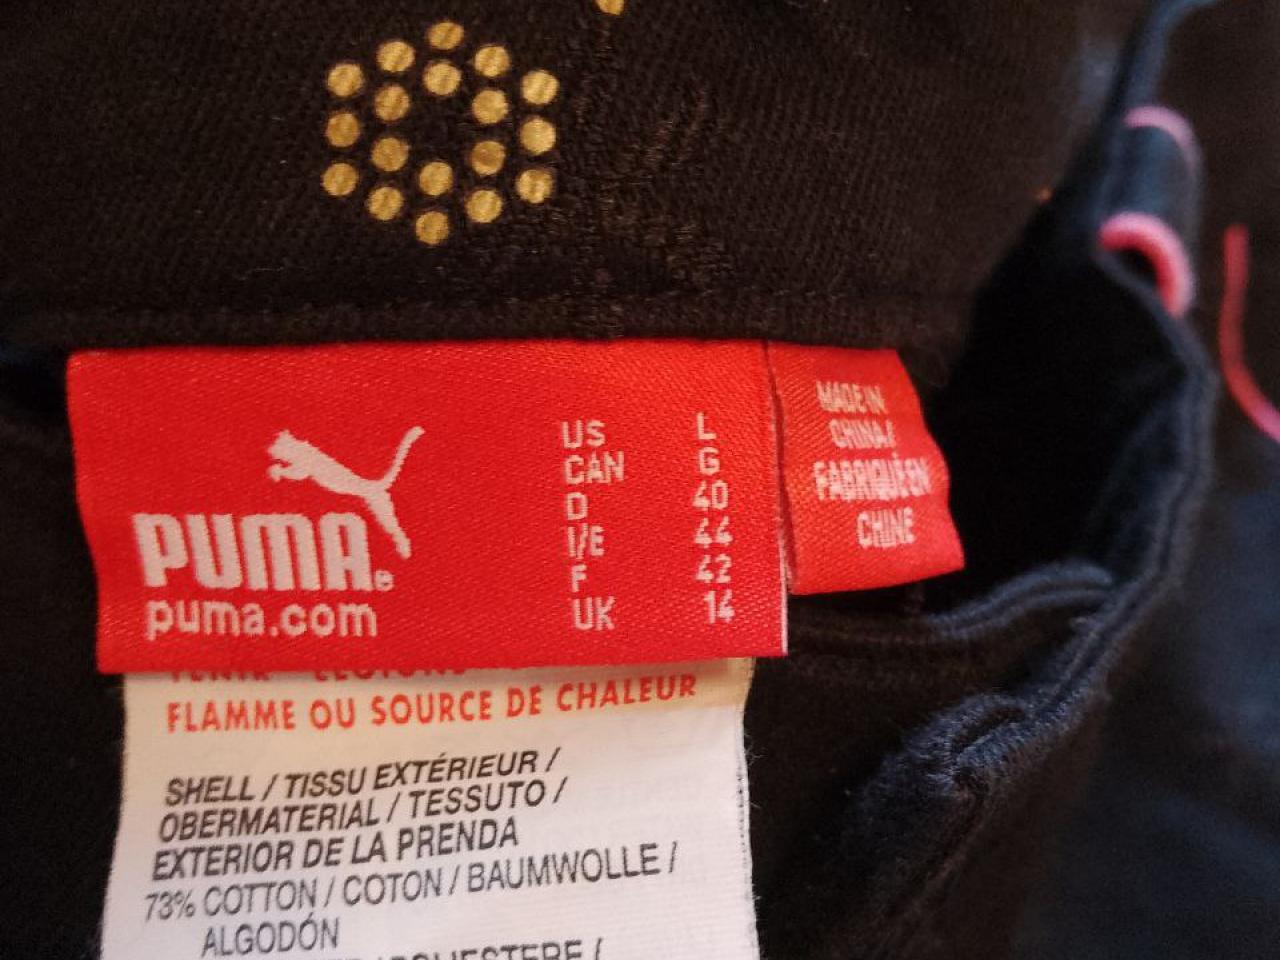 PUMA®
puma.com
US L
CAN G
D 40
I/E 44
F 42
UK 14
MADE IN
CHINA/
FABRIQUÉ EN
CHINE
FLAMME OU SOURCE DE CHALEUR
SHELL / TISSU EXTÉRIEUR /
OBERMATERIAL / TESSUTO /
EXTERIOR DE LA PRENDA
73% COTTON / COTON / BAUMWOLLE /
ALGODÓN